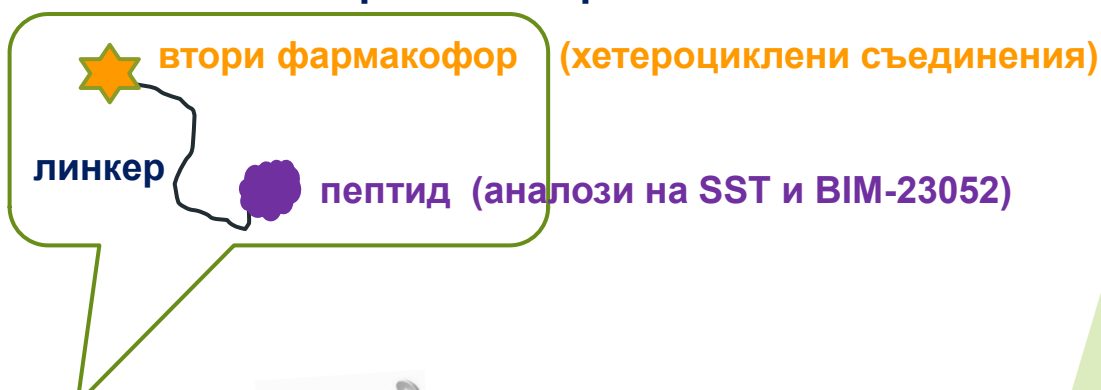 втори фармакофор (хетероциклени съединения)
линкер
пептид (аналози на SST и BIM-23052)